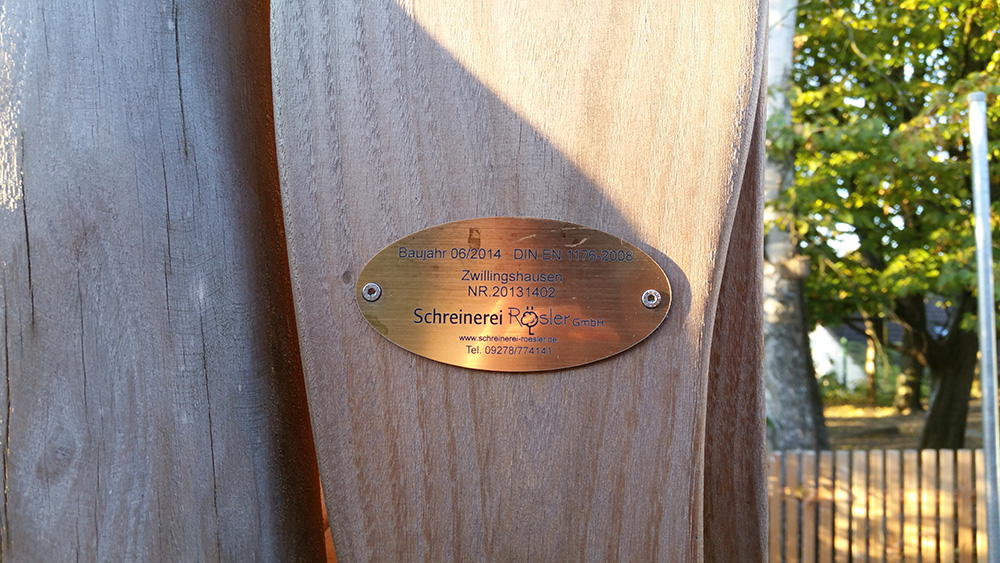 Baujahr 06/2014 DIN EN 1176-2008
Zwillingshausen
NR.20131402
Schreinerei Rösler GmbH
www.schreinerei-roesler.de
Tel. 09278/774141